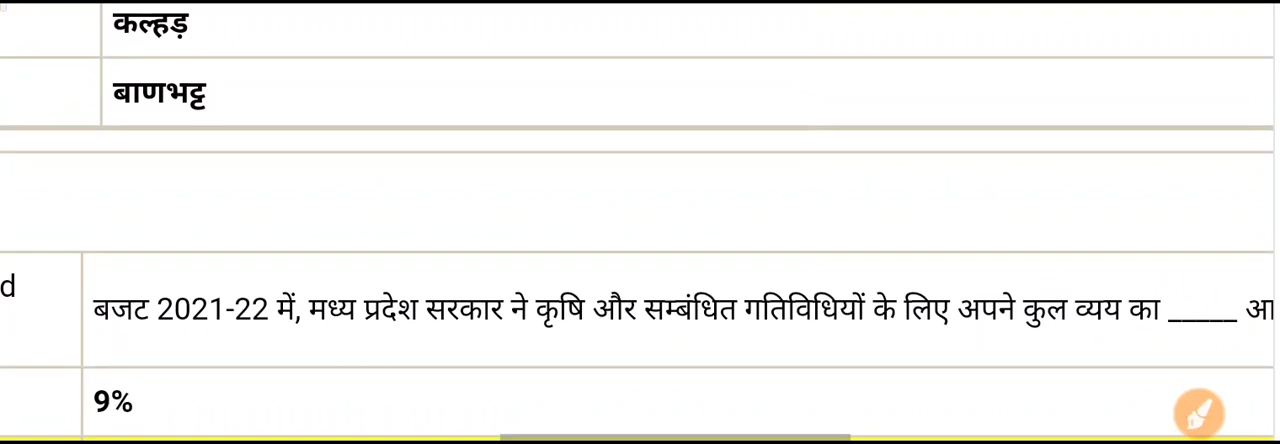 कल्हड़
बाणभट्ट
d
बजट 2021-22 में, मध्य प्रदेश सरकार ने कृषि और सम्बंधित गतिविधियों के लिए अपने कुल व्यय का _____ आ
9%